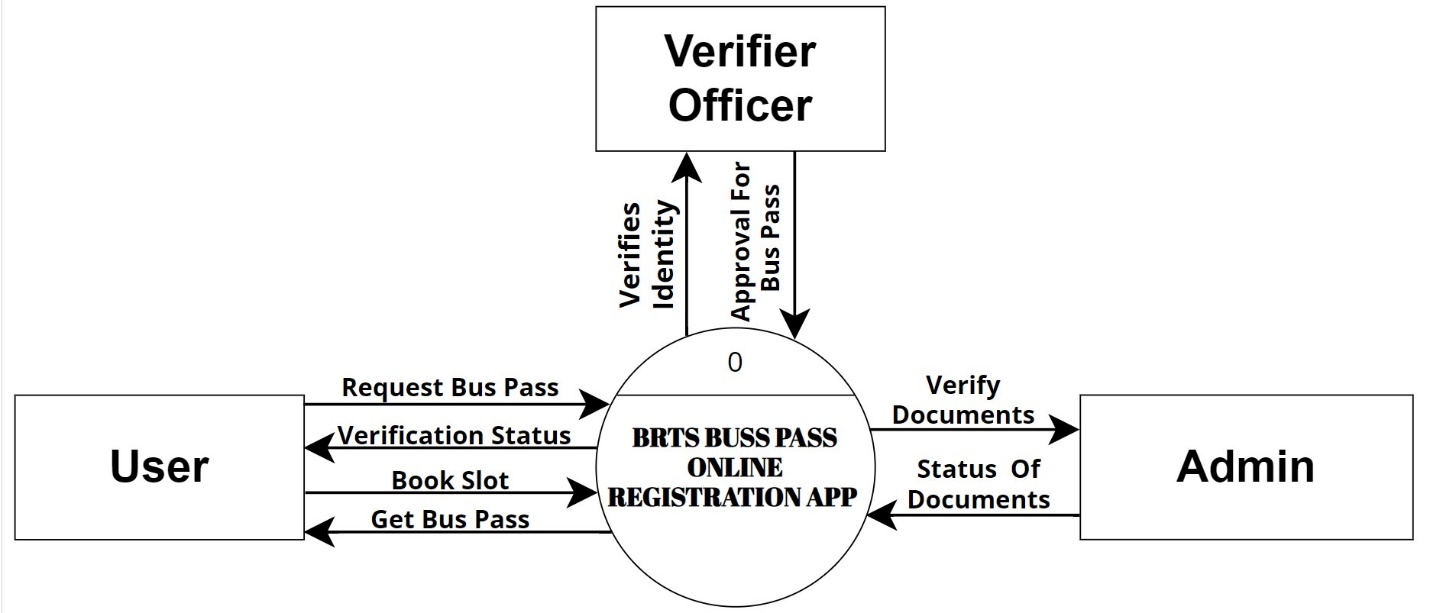 Verifier
Officer
Verifies
Identity
Approval For
Bus Pass
0
BRTS BUSS PASS
ONLINE
REGISTRATION APP
Request Bus Pass
Verification Status
Book Slot
Get Bus Pass
User
Verify
Documents
Status Of
Documents
Admin